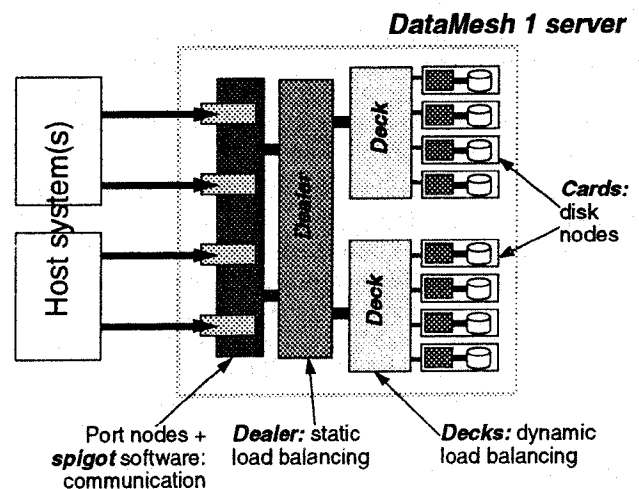 DataMesh 1 server
Host system(s)
Dealer
Deck
Deck
Cards:
disk
nodes
Port nodes +
spigot software:
communication
Dealer: static
load balancing
Decks: dynamic
load balancing